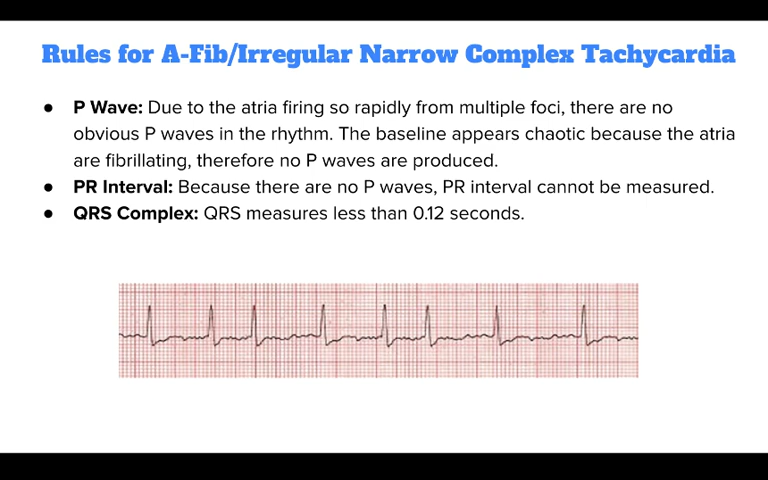 Rules for A-Fib/Irregular Narrow Complex Tachycardia
● P Wave: Due to the atria firing so rapidly from multiple foci, there are no
obvious P waves in the rhythm. The baseline appears chaotic because the atria
are fibrillating, therefore no P waves are produced.
● PR Interval: Because there are no P waves, PR interval cannot be measured.
● QRS Complex: QRS measures less than 0.12 seconds.